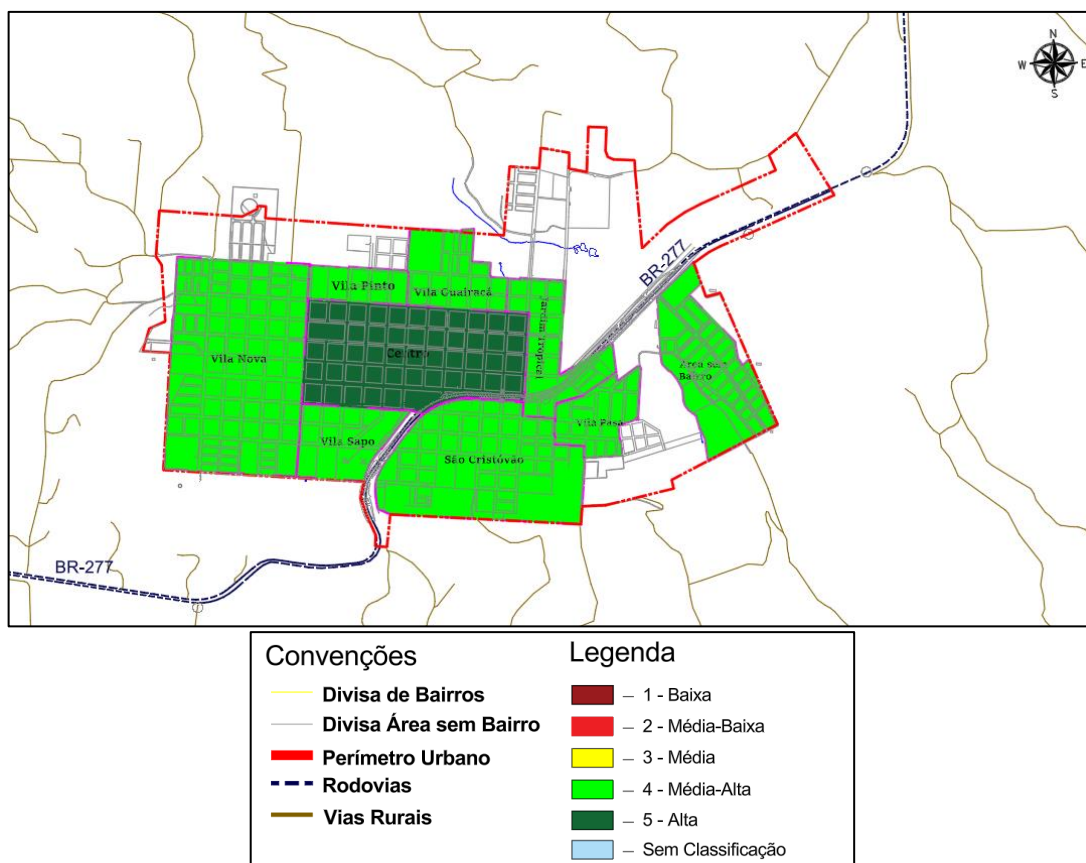 N
W E
S
BR-277
Vila Pinto
Vila Guairacá
Jardim Tropical
Centro
Vila Nova
Área sem
Bairro
Vila Pasa
Vila Sapo
São Cristóvão
BR-277
Convenções
Divisa de Bairros
Divisa Área sem Bairro
Perímetro Urbano
Rodovias
Vias Rurais
Legenda
– 1 - Baixa
– 2 - Média-Baixa
– 3 - Média
– 4 - Média-Alta
– 5 - Alta
– Sem Classificação